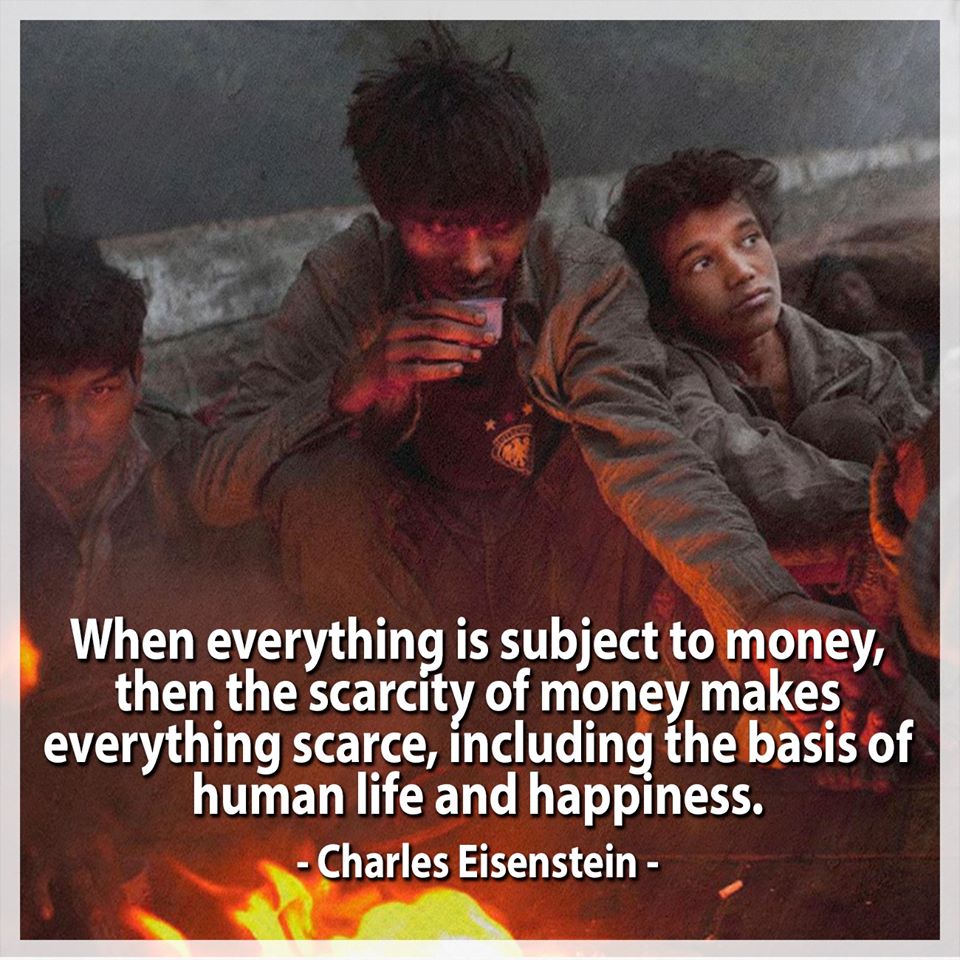 When everything is subject to money,
then the scarcity of money makes
everything scarce, including the basis of
human life and happiness.
- Charles Eisenstein -